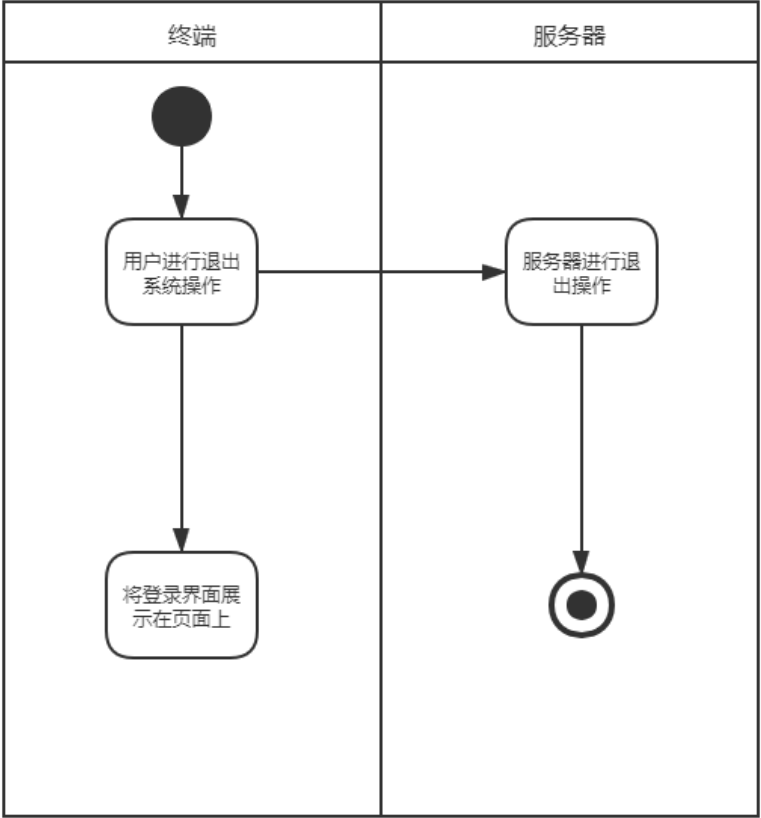 终端
服务器
用户进行退出
系统操作
服务器进行退
出操作
将登录界面展
示在页面上